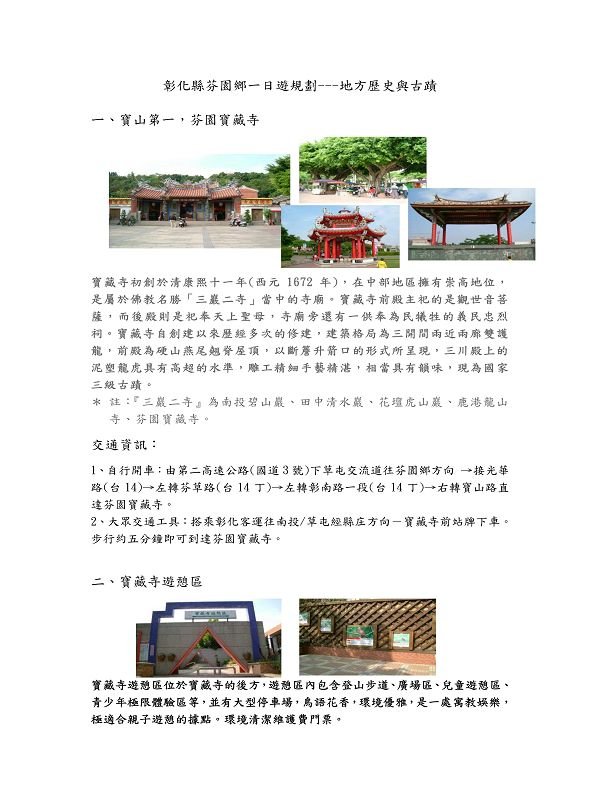 彰化縣芬園鄉一日遊規劃---地方歷史與古蹟
一、寶山第一，芬園寶藏寺
寶藏寺初創於清康熙十一年(西元 1672 年)，在中部地區擁有崇高地位，
是屬於佛教名勝「三巖二寺」當中的寺廟。寶藏寺前殿主祀的是觀世音菩
薩，而後殿則是祀奉天上聖母，寺廟旁還有一供奉為民犧牲的義民忠烈
祠。寶藏寺自創建以來歷經多次的修建，建築格局為三開間兩近兩廊雙護
龍，前殿為硬山燕尾翹脊屋頂，以斷簷升箭口的形式所呈現，三川殿上的
泥塑龍虎具有高超的水準，雕工精細手藝精湛，相當具有韻味，現為國家
三級古蹟。
＊ 註：『三巖二寺』為南投碧山巖、田中清水巖、花壇虎山巖、鹿港龍山
寺、芬園寶藏寺。
交通資訊：
1、自行開車：由第二高速公路(國道 3 號)下草屯交流道往芬園鄉方向 →接光華
路(台 14)→左轉芬草路(台 14 丁)→左轉彰南路一段(台 14 丁)→右轉寶山路直
達芬園寶藏寺。
2、大眾交通工具：搭乘彰化客運往南投/草屯經縣庄方向－寶藏寺前站牌下車。
步行約五分鐘即可到達芬園寶藏寺。
二、寶藏寺遊憩區
寶藏寺遊憩區
寶藏寺遊憩區位於寶藏寺的後方，遊憩區內包含登山步道、廣場區、兒童遊憩區、
青少年極限體驗區等，並有大型停車場，鳥語花香，環境優雅，是一處寓教娛樂，
極適合親子遊憩的據點。環境清潔維護費門票。